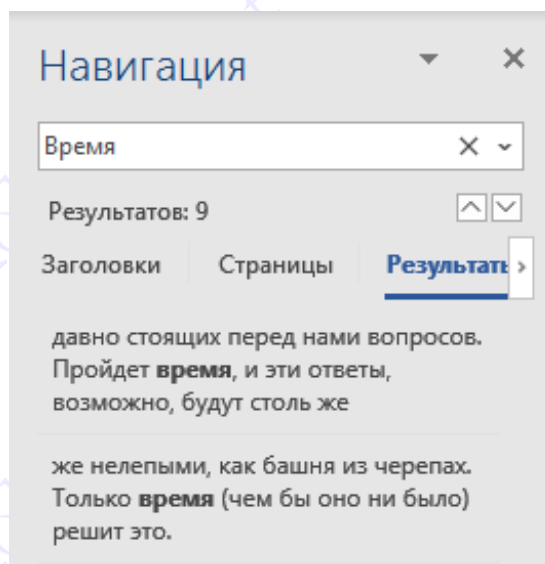 Навигация
Время
Результатов: 9
Заголовки Страницы Результаты
давно стоящих перед нами вопросов.
Пройдет время, и эти ответы,
возможно, будут столь же
же нелепыми, как башня из черепах.
Только время (чем бы оно ни было)
решит это.